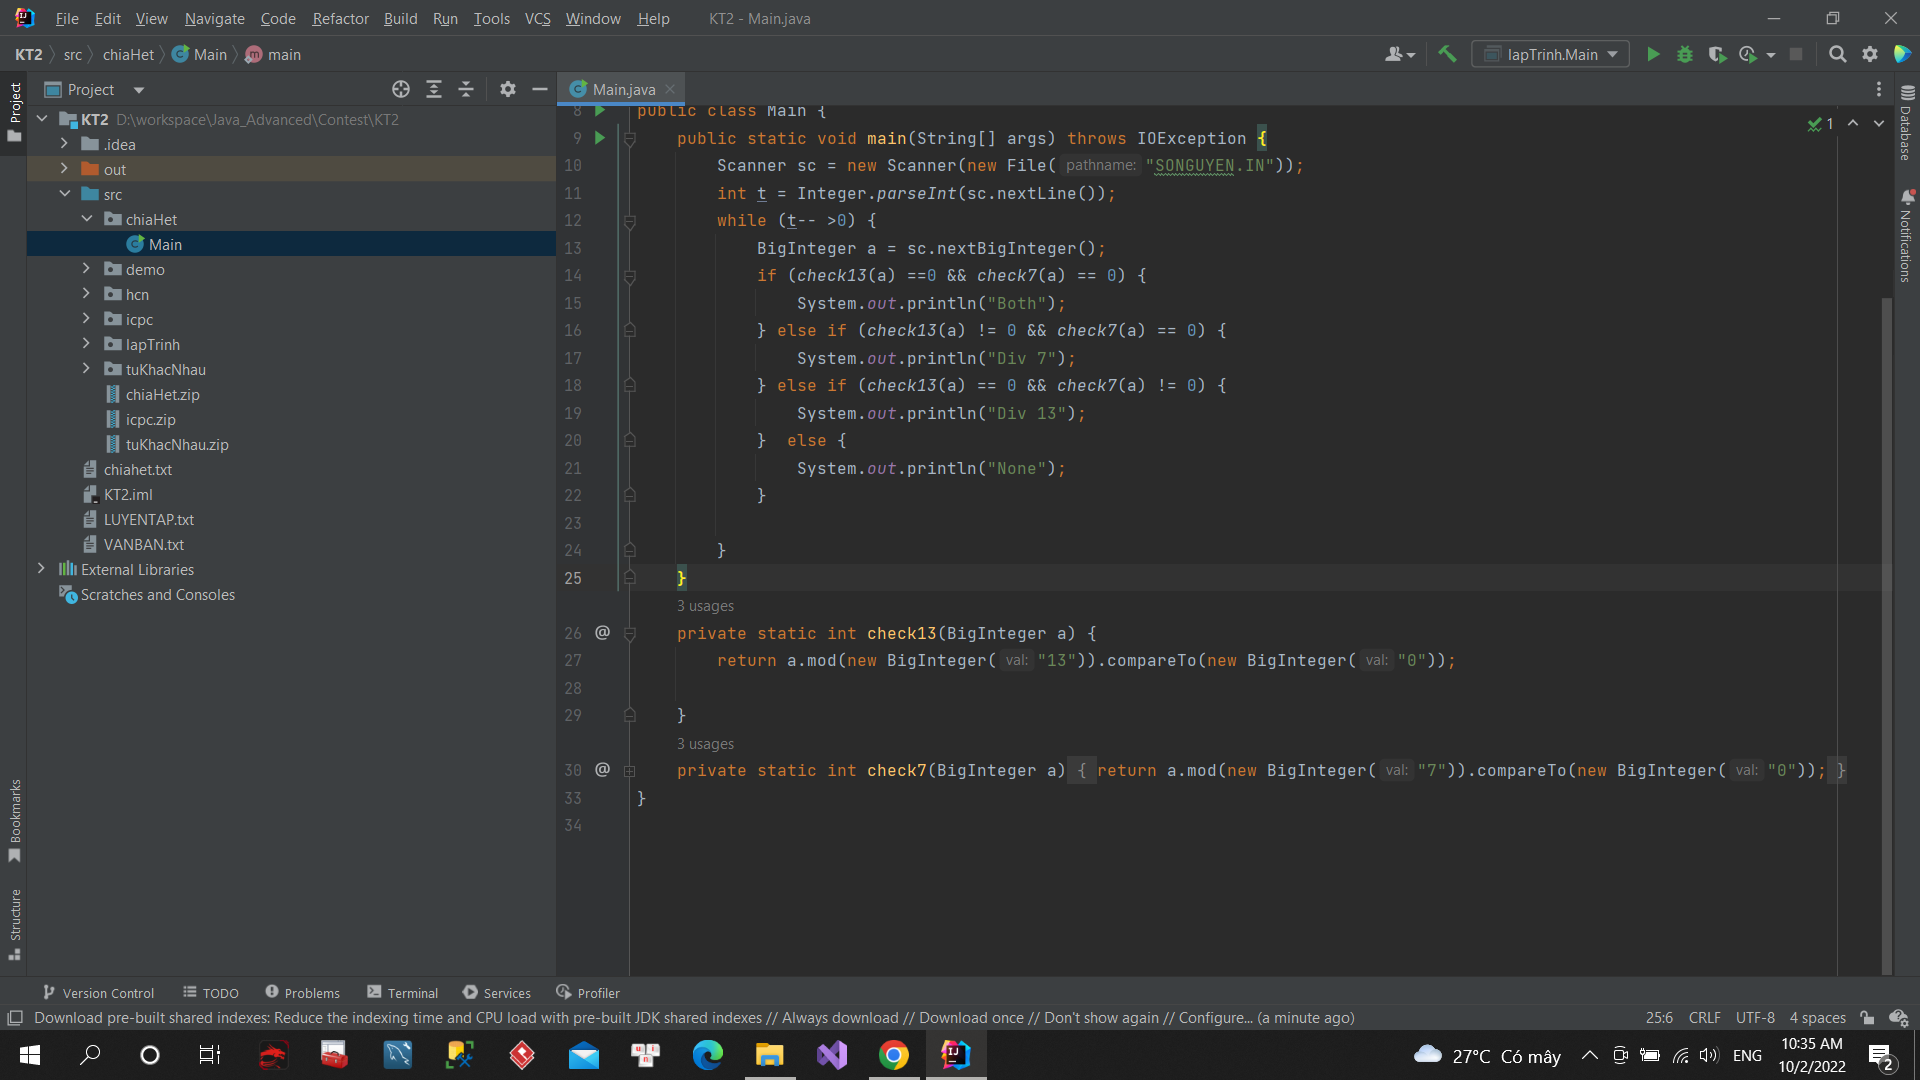 File Edit View Navigate Code Refactor Build Run Tools VCS Window Help KT2 - Main.java
KT2 src chiaHet Main main
lapTrinh.Main
Project
Main.java
KT2 D:\workspace\Java_Advanced\Contest\KT2
.idea
out
src
chiaHet
Main
demo
hcn
icpc
lapTrinh
tuKhacNhau
chiaHet.zip
icpc.zip
tuKhacNhau.zip
chiahet.txt
KT2.iml
LUYENTAP.txt
VANBAN.txt
External Libraries
Scratches and Consoles
Project
Bookmarks
Structure
8 public class Main {
9 public static void main(String[] args) throws IOException {
10 Scanner sc = new Scanner(new File( pathname: "SONGUYEN.IN"));
11 int t = Integer.parseInt(sc.nextLine());
12 while (t-- >0) {
13 BigInteger a = sc.nextBigInteger();
14 if (check13(a) ==0 && check7(a) == 0) {
15 System.out.println("Both");
16 } else if (check13(a) != 0 && check7(a) == 0) {
17 System.out.println("Div 7");
18 } else if (check13(a) == 0 && check7(a) != 0) {
19 System.out.println("Div 13");
20 } else {
21 System.out.println("None");
22 }
23
24 }
25 }
3 usages
26 @ private static int check13(BigInteger a) {
27 return a.mod(new BigInteger( val: "13")).compareTo(new BigInteger( val: "0"));
28
29 }
3 usages
30 @ private static int check7(BigInteger a) { return a.mod(new BigInteger( val: "7")).compareTo(new BigInteger( val: "0")); }
33 }
34
1
Database
Notifications
Version Control TODO Problems Terminal Services Profiler
Download pre-built shared indexes: Reduce the indexing time and CPU load with pre-built JDK shared indexes // Always download // Download once // Don't show again // Configure... (a minute ago)
25:6 CRLF UTF-8 4 spaces
27°C Có mây ENG
10:35 AM
10/2/2022
2